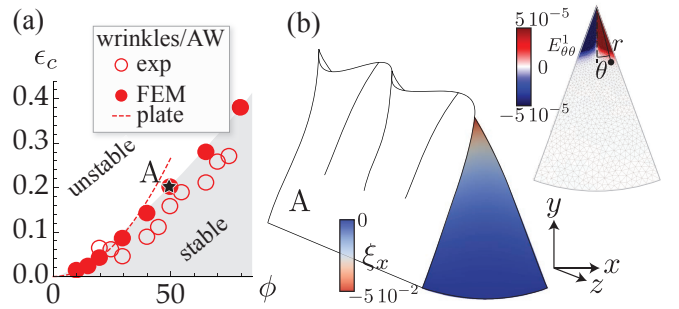 (a)
ϵc
wrinkles/AW
exp
FEM
plate
0.4
0.3
0.2
0.1
0.0
unstable
A
stable
0
50
ϕ
(b)
A
0
ξx
−5 10−2
5 10−5
E1θθ
0
−5 10−5
r
θ
y
x
z